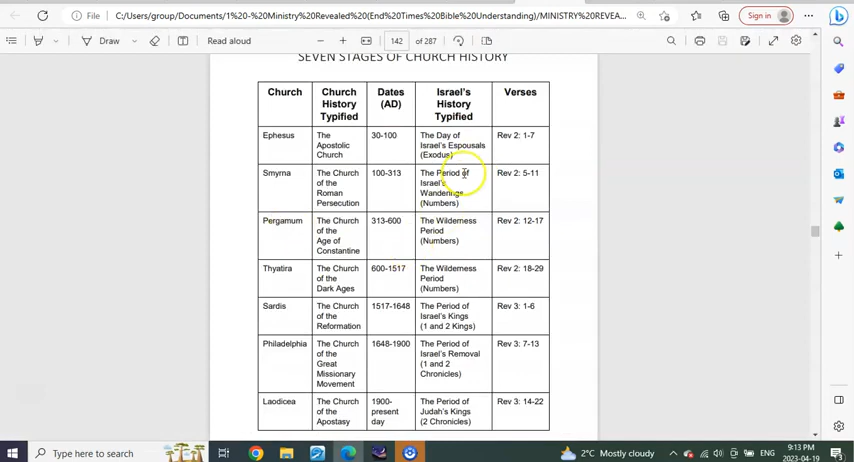 C:/Users/group/Documents/1%20-%20Ministry%20Revealed%20(End%20Times%20Bible%20Understanding)/MINISTRY%20REVEA...
Sign in
Draw
Read aloud
142 of 287
SEVEN STAGES OF CHURCH HISTORY
Church
Church
History
Typified
Dates
(AD)
Israel's
History
Typified
Verses
Ephesus
The
Apostolic
Church
30-100
The Day of
Israel's Espousals
(Exodus)
Rev 2: 1-7
Smyrna
The Church
of the
Roman
Persecution
100-313
The Period of
Israel's
Wanderings
(Numbers)
Rev 2: 5-11
Pergamum
The Church
of the
Age of
Constantine
313-600
The Wilderness
Period
(Numbers)
Rev 2: 12-17
Thyatira
The Church
of the
Dark Ages
600-1517
The Wilderness
Period
(Numbers)
Rev 2: 18-29
Sardis
The Church
of the
Reformation
1517-1648
The Period of
Israel's Kings
(1 and 2 Kings)
Rev 3: 1-6
Philadelphia
The Church
of the
Great
Missionary
Movement
1648-1900
The Period of
Israel's Removal
(1 and 2
Chronicles)
Rev 3: 7-13
Laodicea
The Church
of the
Apostasy
1900-
present
day
The Period of
Judah's Kings
(2 Chronicles)
Rev 3: 14-22
Type here to search
2°C Mostly cloudy
ENG
9:13 PM
2023-04-19